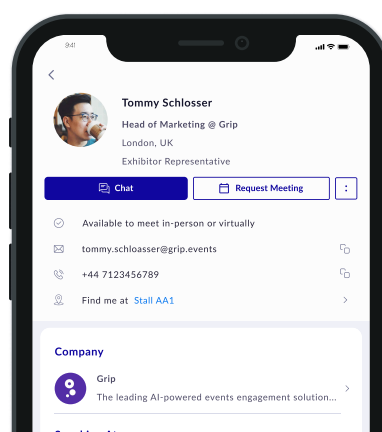 9:41
Tommy Schlosser
Head of Marketing @ Grip
London, UK
Exhibitor Representative
Chat
Request Meeting
Available to meet in-person or virtually
tommy.schloasser@grip.events
+44 7123456789
Find me at Stall AA1
Company
Grip
The leading AI-powered events engagement solution...